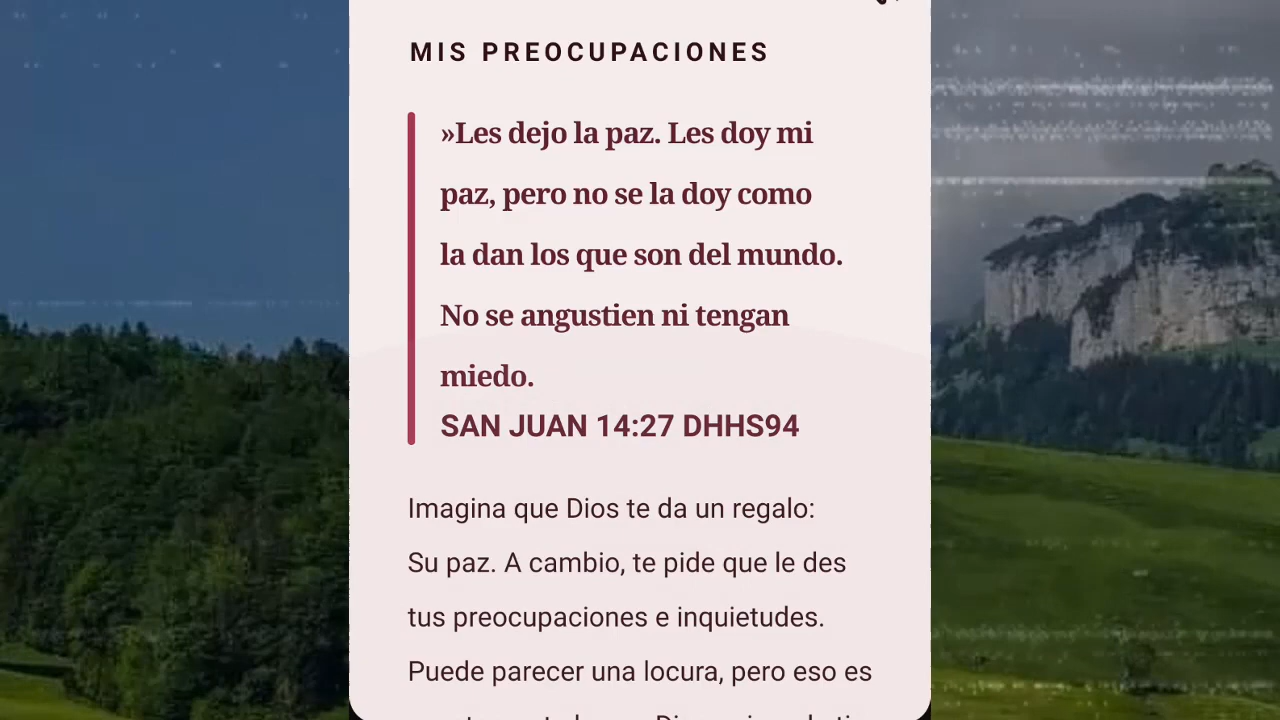 MIS PREOCUPACIONES
»Les dejo la paz. Les doy mi
paz, pero no se la doy como
la dan los que son del mundo.
No se angustien ni tengan
miedo.
SAN JUAN 14:27 DHHS94
Imagina que Dios te da un regalo:
Su paz. A cambio, te pide que le des
tus preocupaciones e inquietudes.
Puede parecer una locura, pero eso es